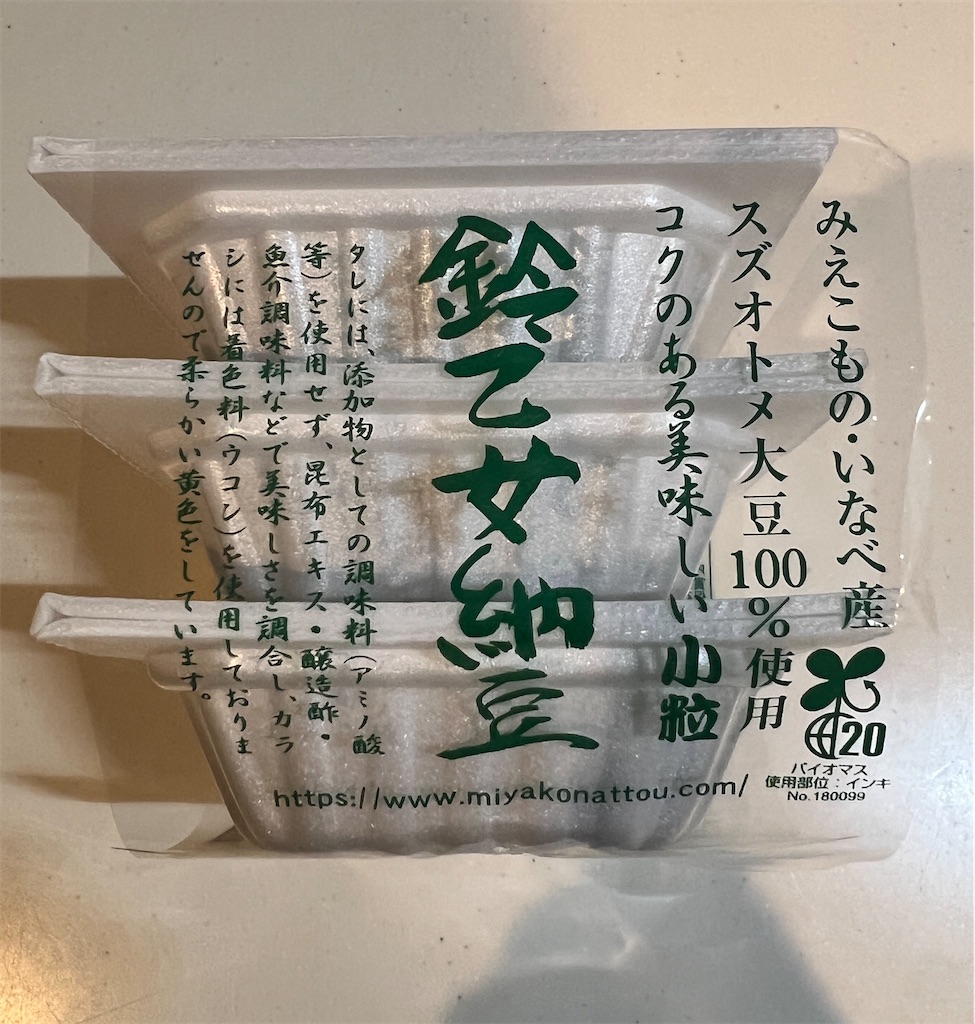 みえこもの・いなべ産
スズオトメ大豆100%使用
コクのある美味しい小粒
鈴乙女納豆
タレには、添加物としての調味料(アミノ酸
等)を使用せず、昆布エキス・醸造酢・
魚介調味料などで美味しさを調合し、カラ
シには着色料(ウコン)を使用しておりま
せんので柔らかい黄色をしています。
https://www.miyakonattou.com/
20
バイオマス
使用部位:インキ
No.180099